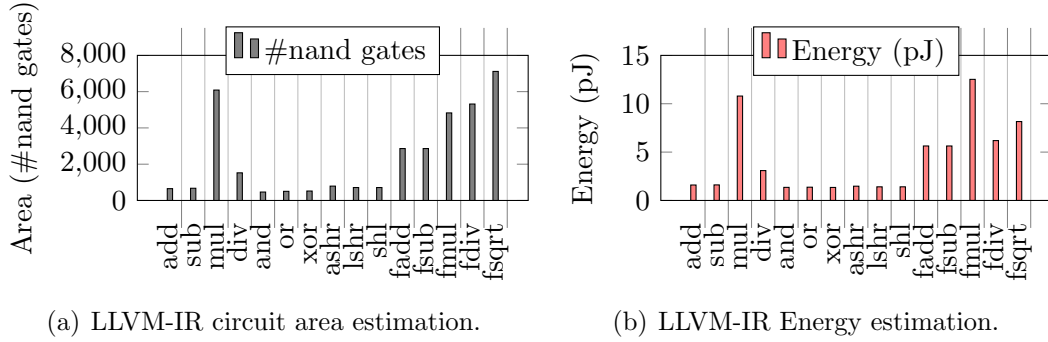 #nand gates
Area (#nand gates)
8,000
6,000
4,000
2,000
0
add
sub
mul
div
and
or
xor
ashr
lshr
shl
fadd
fsub
fmul
fdiv
fsqrt
(a) LLVM-IR circuit area estimation.
Energy (pJ)
Energy (pJ)
15
10
5
0
add
sub
mul
div
and
or
xor
ashr
lshr
shl
fadd
fsub
fmul
fdiv
fsqrt
(b) LLVM-IR Energy estimation.